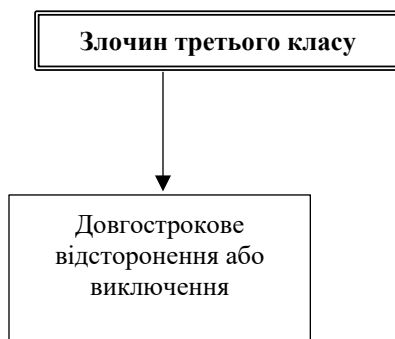 Злочин третього класу
Довгострокове
відсторонення або
виключення